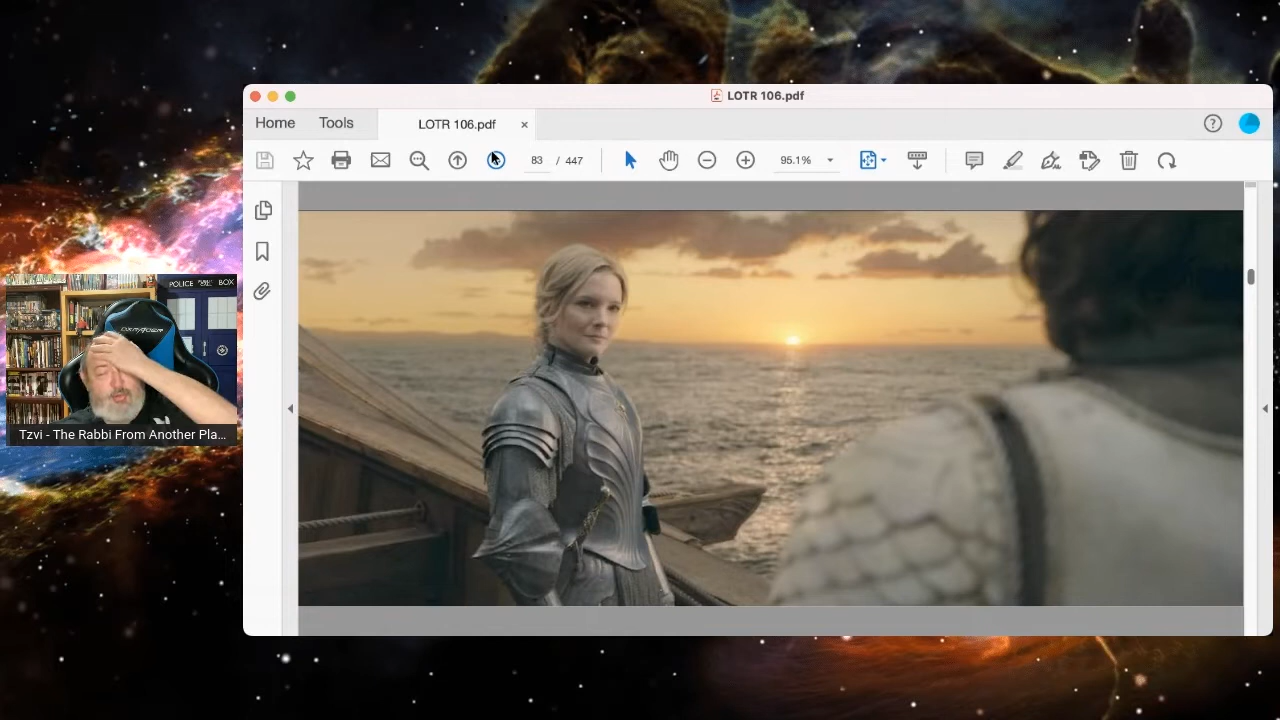 LOTR 106.pdf
Home
Tools
LOTR 106.pdf
83 / 447
95.1%
POLICE BOX
DXRACER
Tzvi - The Rabbi From Another Pla...